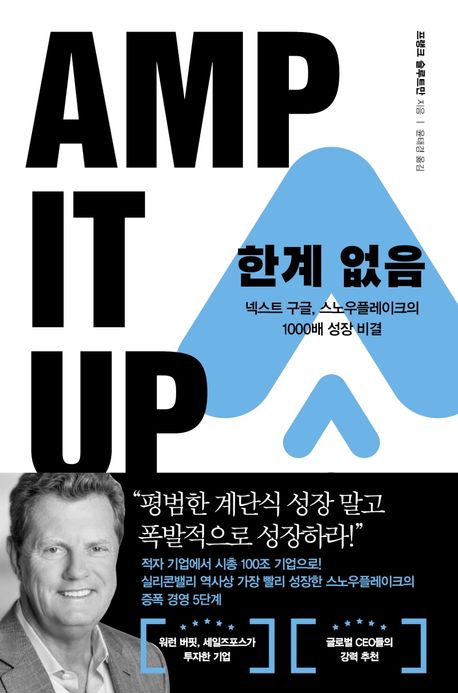 AMP
IT
UP
프랭크 슬루트만 지음 | 윤태경 옮김
한계 없음
넥스트 구글, 스노우플레이크의
1000배 성장 비결
“평범한 계단식 성장 말고
폭발적으로 성장하라!”
적자 기업에서 시총 100조 기업으로!
실리콘밸리 역사상 가장 빨리 성장한 스노우플레이크의
증폭 경영 5단계
워런 버핏, 세일즈포스가
투자한 기업
글로벌 CEO들의
강력 추천